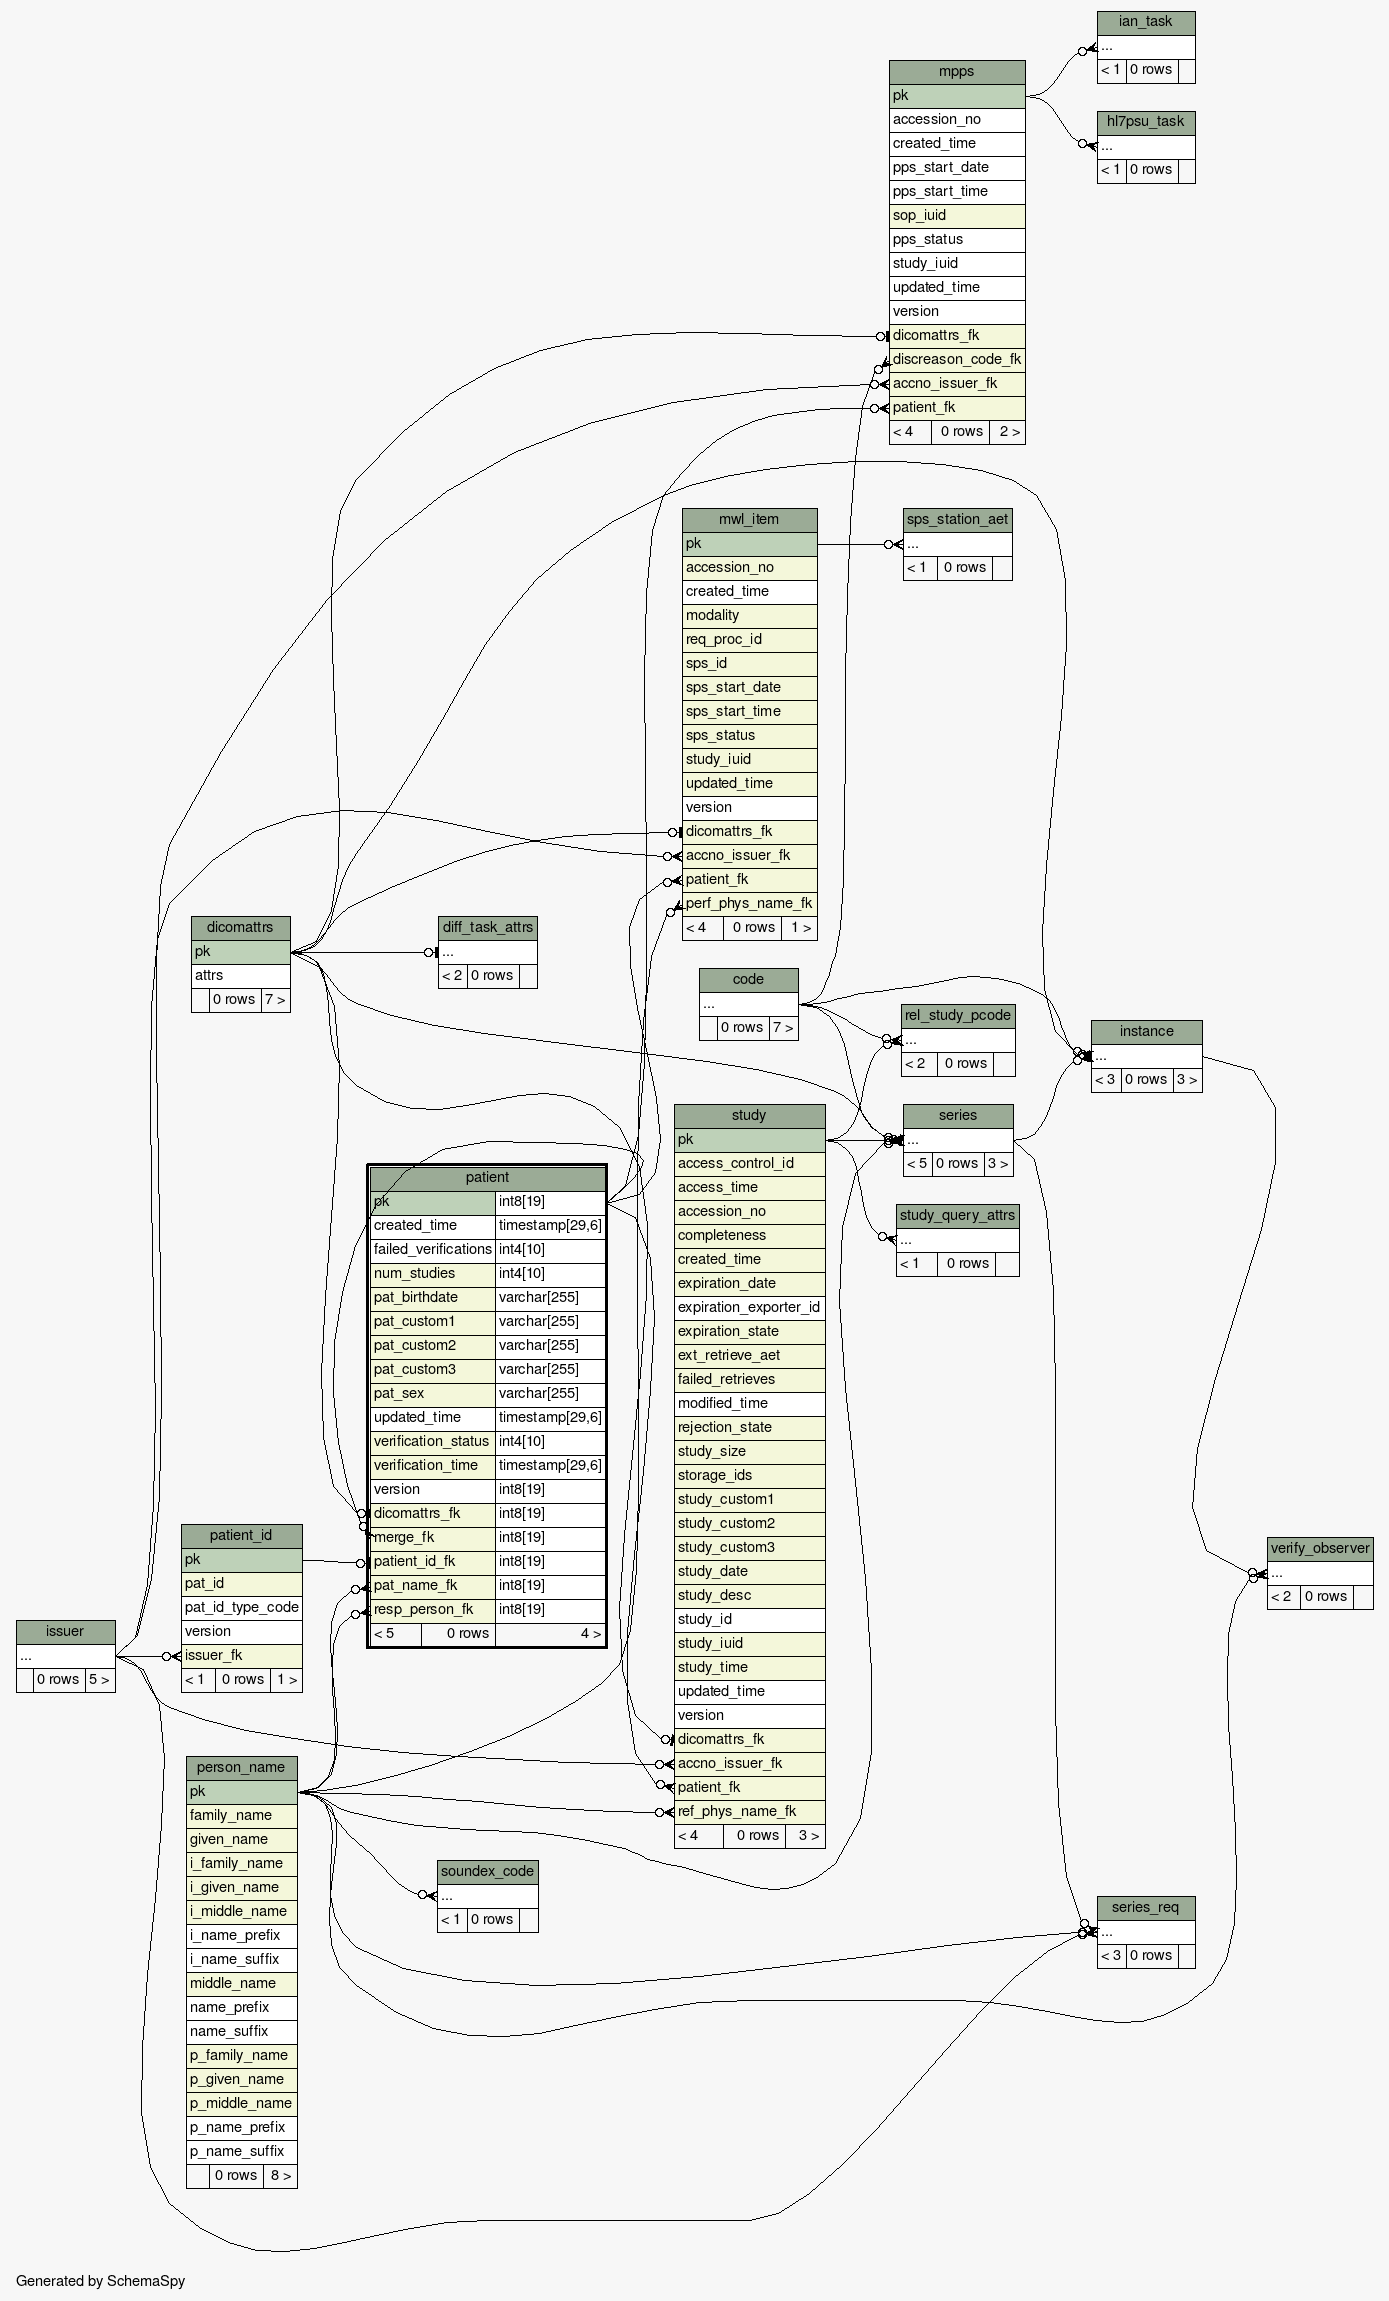 ian_task
...
< 1 0 rows
mpps
pk
accession_no
created_time
pps_start_date
pps_start_time
sop_iuid
pps_status
study_iuid
updated_time
version
dicomattrs_fk
discreason_code_fk
accno_issuer_fk
patient_fk
< 4 0 rows 2 >
hl7psu_task
...
< 1 0 rows
mwl_item
pk
accession_no
created_time
modality
req_proc_id
sps_id
sps_start_date
sps_start_time
sps_status
study_iuid
updated_time
version
dicomattrs_fk
accno_issuer_fk
patient_fk
perf_phys_name_fk
< 4 0 rows 1 >
sps_station_aet
...
< 1 0 rows
dicomattrs
pk
attrs
0 rows 7 >
diff_task_attrs
...
< 2 0 rows
code
...
0 rows 7 >
rel_study_pcode
...
< 2 0 rows
instance
...
< 3 0 rows 3 >
series
...
< 5 0 rows 3 >
study_query_attrs
...
< 1 0 rows
study
pk
access_control_id
access_time
accession_no
completeness
created_time
expiration_date
expiration_exporter_id
expiration_state
ext_retrieve_aet
failed_retrieves
modified_time
rejection_state
study_size
storage_ids
study_custom1
study_custom2
study_custom3
study_date
study_desc
study_id
study_iuid
study_time
updated_time
version
dicomattrs_fk
accno_issuer_fk
patient_fk
ref_phys_name_fk
< 4 0 rows 3 >
patient
pk int8[19]
created_time timestamp[29,6]
failed_verifications int4[10]
num_studies int4[10]
pat_birthdate varchar[255]
pat_custom1 varchar[255]
pat_custom2 varchar[255]
pat_custom3 varchar[255]
pat_sex varchar[255]
updated_time timestamp[29,6]
verification_status int4[10]
verification_time timestamp[29,6]
version int8[19]
dicomattrs_fk int8[19]
merge_fk int8[19]
patient_id_fk int8[19]
pat_name_fk int8[19]
resp_person_fk int8[19]
< 5 0 rows 4 >
patient_id
pk
pat_id
pat_id_type_code
version
issuer_fk
< 1 0 rows 1 >
issuer
...
0 rows 5 >
verify_observer
...
< 2 0 rows
person_name
pk
family_name
given_name
i_family_name
i_given_name
i_middle_name
i_name_prefix
i_name_suffix
middle_name
name_prefix
name_suffix
p_family_name
p_given_name
p_middle_name
p_name_prefix
p_name_suffix
0 rows 8 >
soundex_code
...
< 1 0 rows
series_req
...
< 3 0 rows
Generated by SchemaSpy